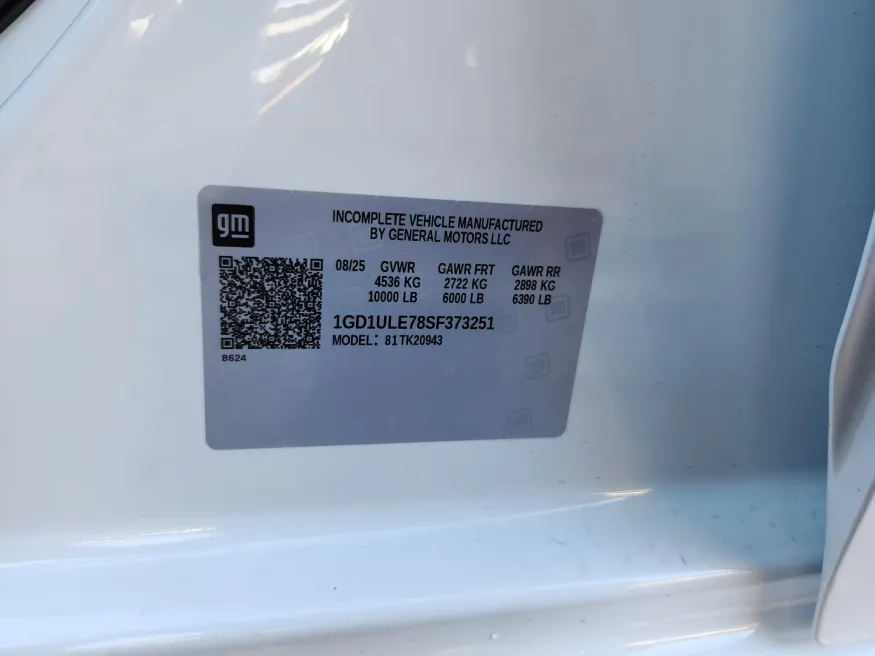 gm
INCOMPLETE VEHICLE MANUFACTURED
BY GENERAL MOTORS LLC
08/25 GVWR GAWR FRT GAWR RR
4536 KG 2722 KG 2898 KG
10000 LB 6000 LB 6390 LB
1GD1ULE78SF373251
MODEL: 81TK20943
8624